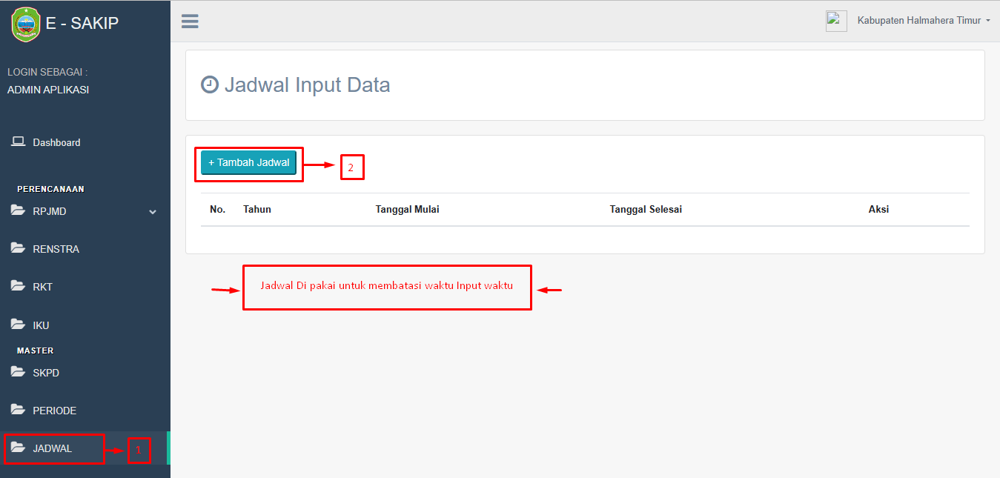 E - SAKIP
Kabupaten Halmahera Timur
LOGIN SEBAGAI :
ADMIN APLIKASI
Dashboard
PERENCANAAN
RPJMD
RENSTRA
RKT
IKU
MASTER
SKPD
PERIODE
JADWAL
1
Jadwal Input Data
+ Tambah Jadwal
2
No. Tahun Tanggal Mulai Tanggal Selesai Aksi
Jadwal Di pakai untuk membatasi waktu Input waktu